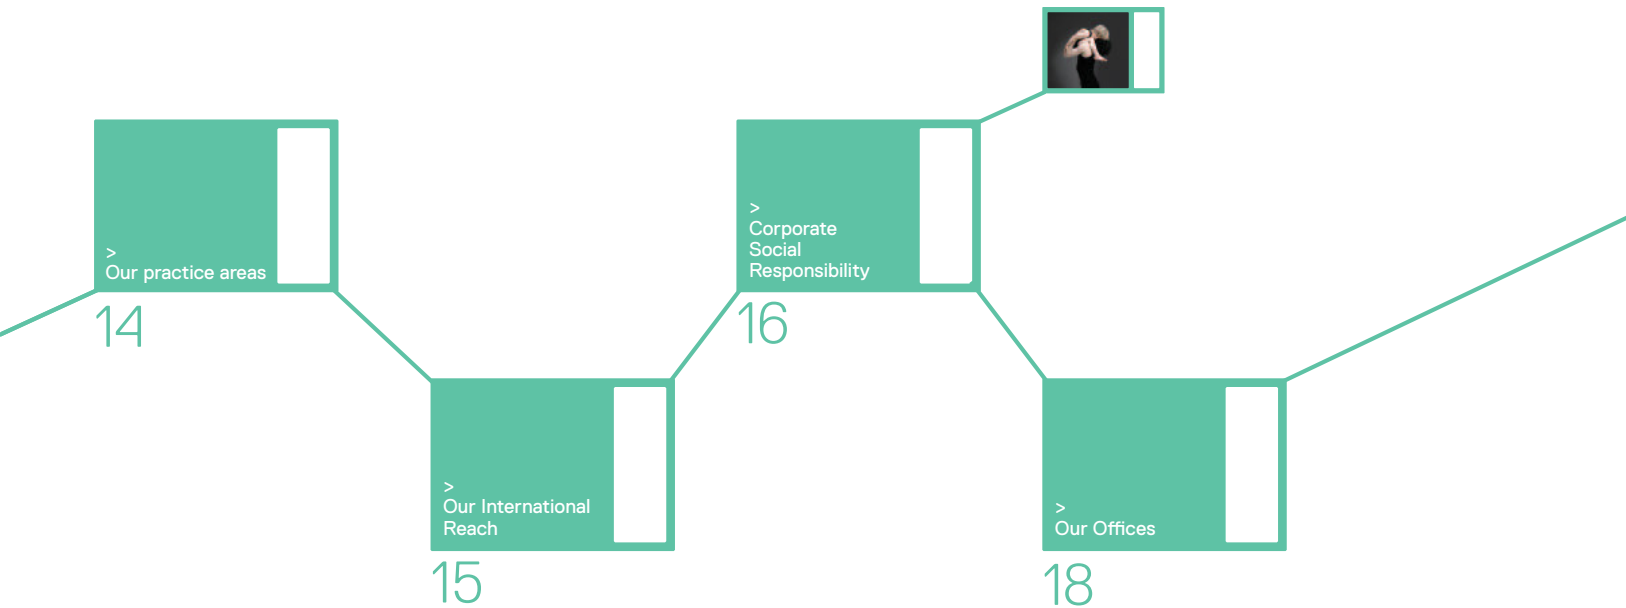 >
Our practice areas
14
>
Our International
Reach
15
>
Corporate
Social
Responsibility
16
>
Our Offices
18